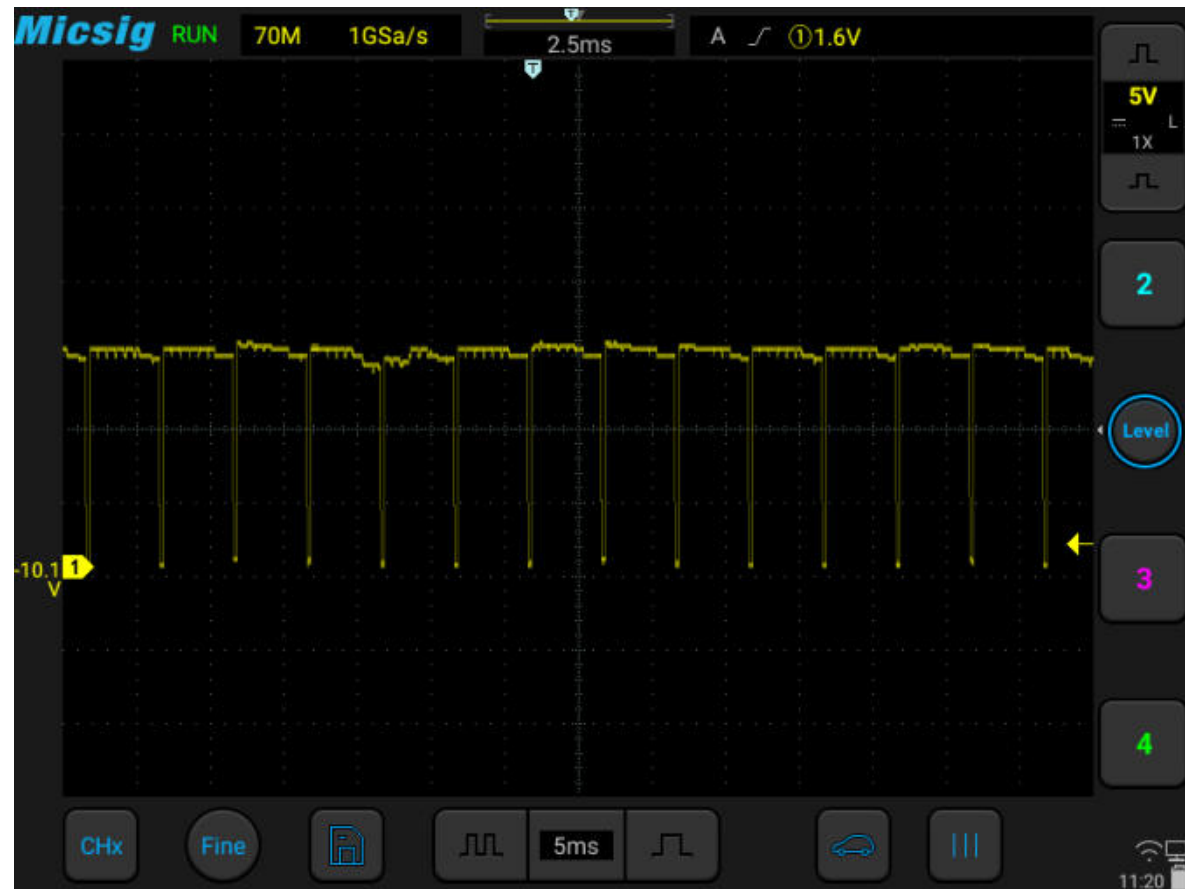 Micsig RUN 70M 1GSa/s 2.5ms A ①1.6V
T
T
5V
L
1X
2
Level
-10.1 1
V
3
4
CHx Fine 5ms
11:20